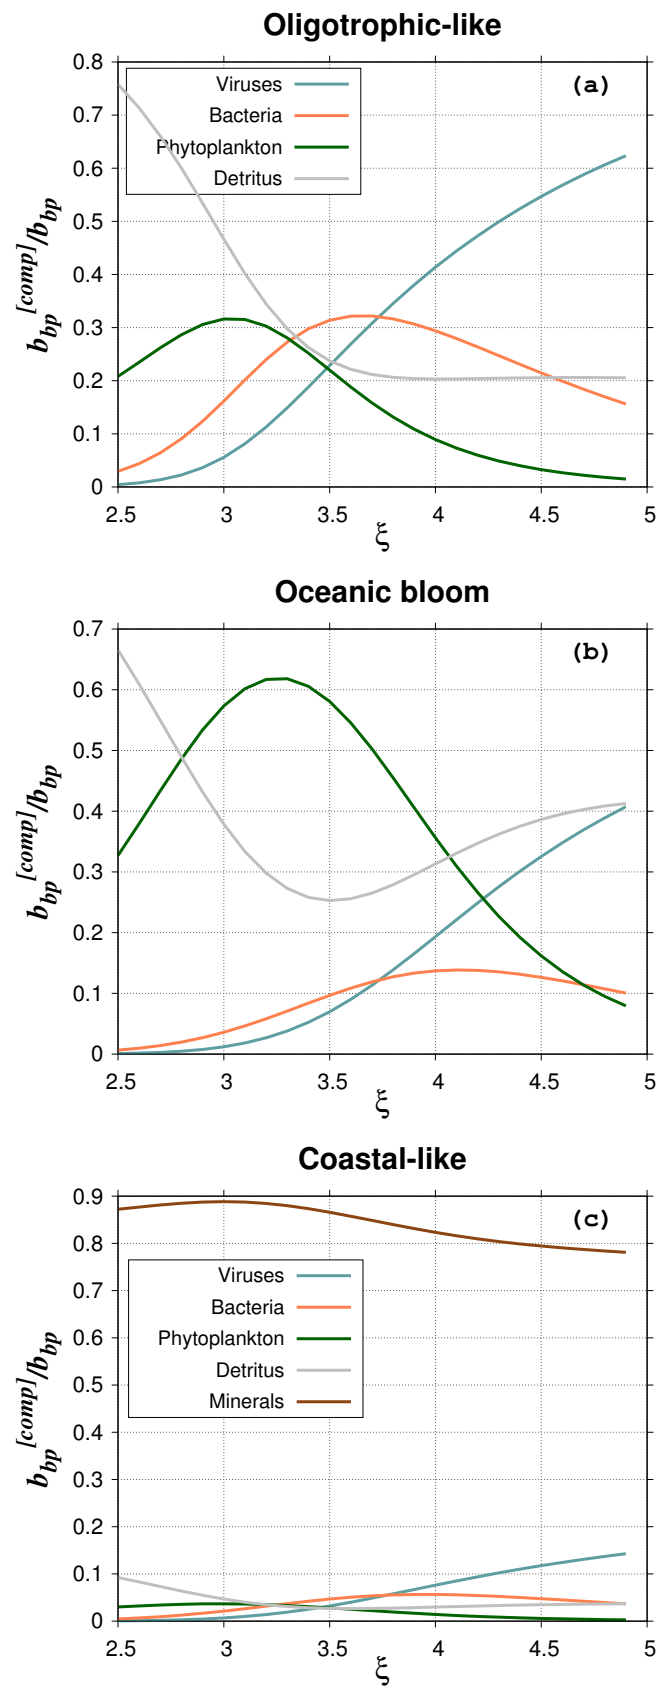 Oligotrophic-like
0.8
(a)
Viruses
0.7
Bacteria
Phytoplankton
0.6
Detritus
0.5
b_bp^[comp]/b_bp
0.4
0.3
0.2
0.1
0
2.5 3 3.5 4 4.5 5
ξ
Oceanic bloom
0.7
(b)
0.6
0.5
0.4
b_bp^[comp]/b_bp
0.3
0.2
0.1
0
2.5 3 3.5 4 4.5 5
ξ
Coastal-like
0.9
(c)
0.8
Viruses
0.7
Bacteria
0.6
Phytoplankton
Detritus
0.5
Minerals
b_bp^[comp]/b_bp
0.4
0.3
0.2
0.1
0
2.5 3 3.5 4 4.5 5
ξ